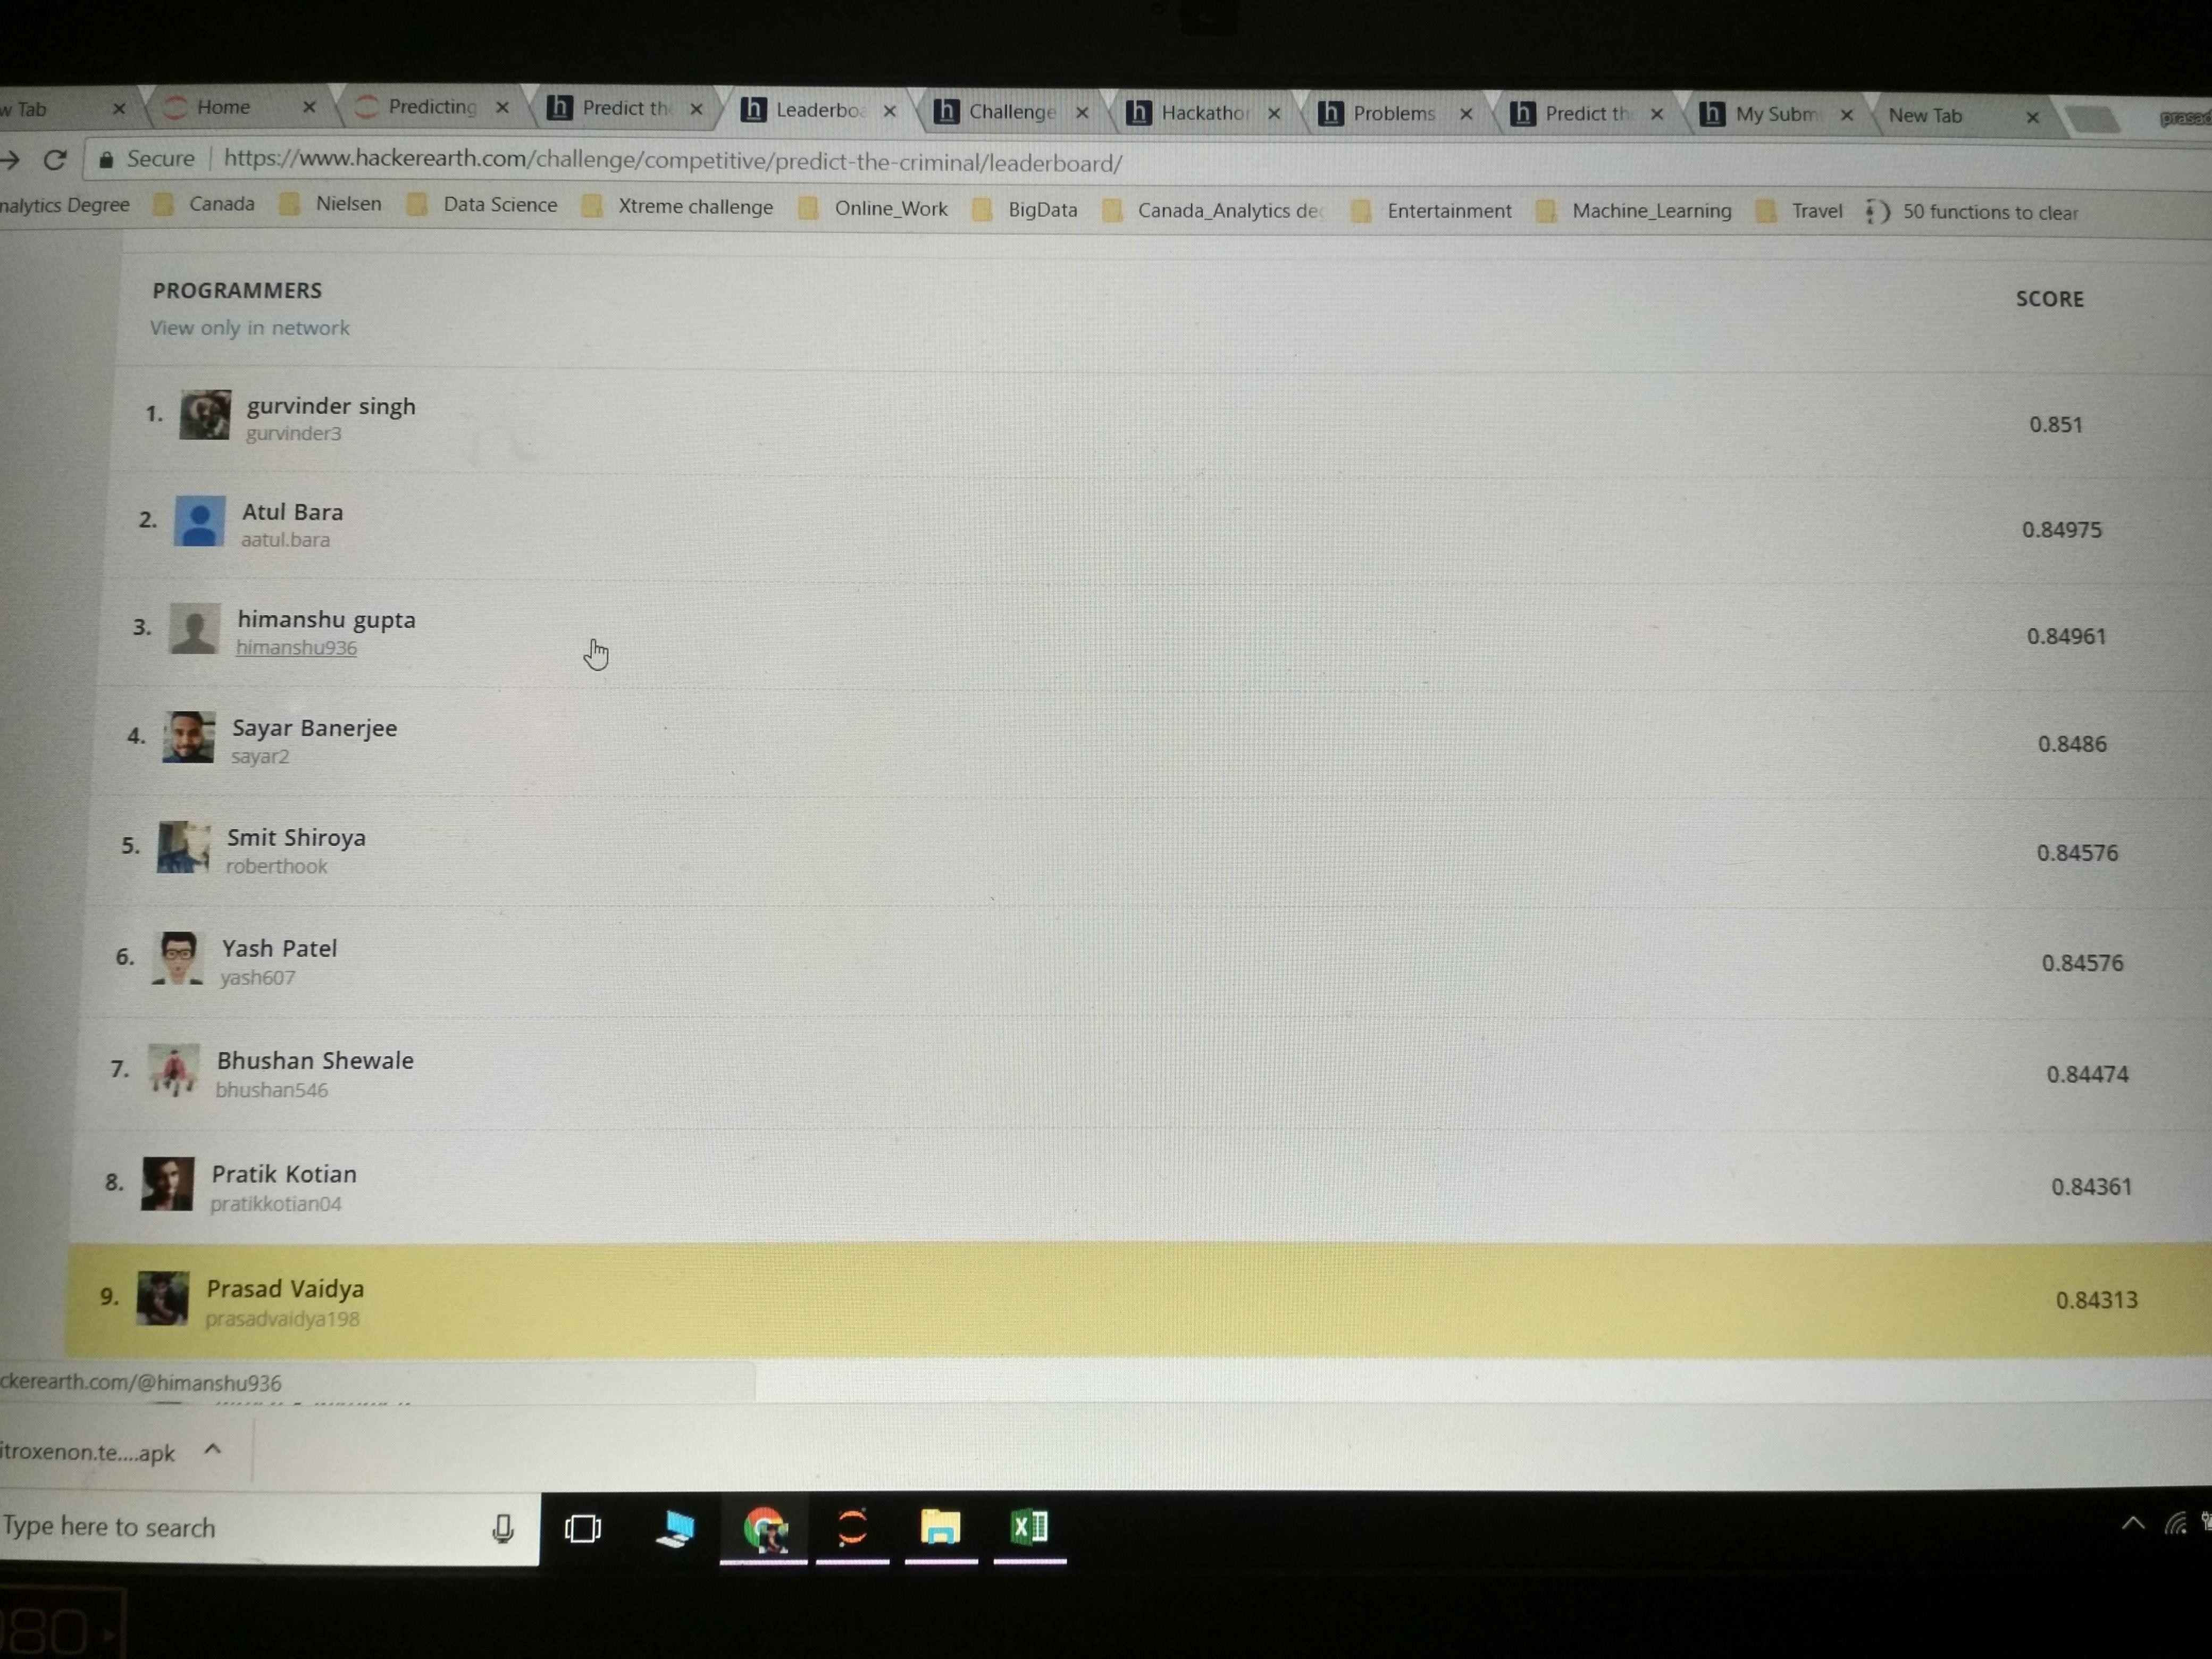 w Tab
Home
Predicting
Predict th
Leaderboa
Challenge
Hackathor
Problems
Predict th
My Subm
New Tab
prasad
Secure
https://www.hackerearth.com/challenge/competitive/predict-the-criminal/leaderboard/
nalytics Degree
Canada
Nielsen
Data Science
Xtreme challenge
Online_Work
BigData
Canada_Analytics de
Entertainment
Machine_Learning
Travel
50 functions to clear
PROGRAMMERS
SCORE
View only in network
1. gurvinder singh 0.851
gurvinder3
2. Atul Bara 0.84975
aatul.bara
3. himanshu gupta 0.84961
himanshu936
4. Sayar Banerjee 0.8486
sayar2
5. Smit Shiroya 0.84576
roberthook
6. Yash Patel 0.84576
yash607
7. Bhushan Shewale 0.84474
bhushan546
8. Pratik Kotian 0.84361
pratikkotian04
9. Prasad Vaidya 0.84313
prasadvaidya198
ckerearth.com/@himanshu936
itroxenon.te....apk
Type here to search
080